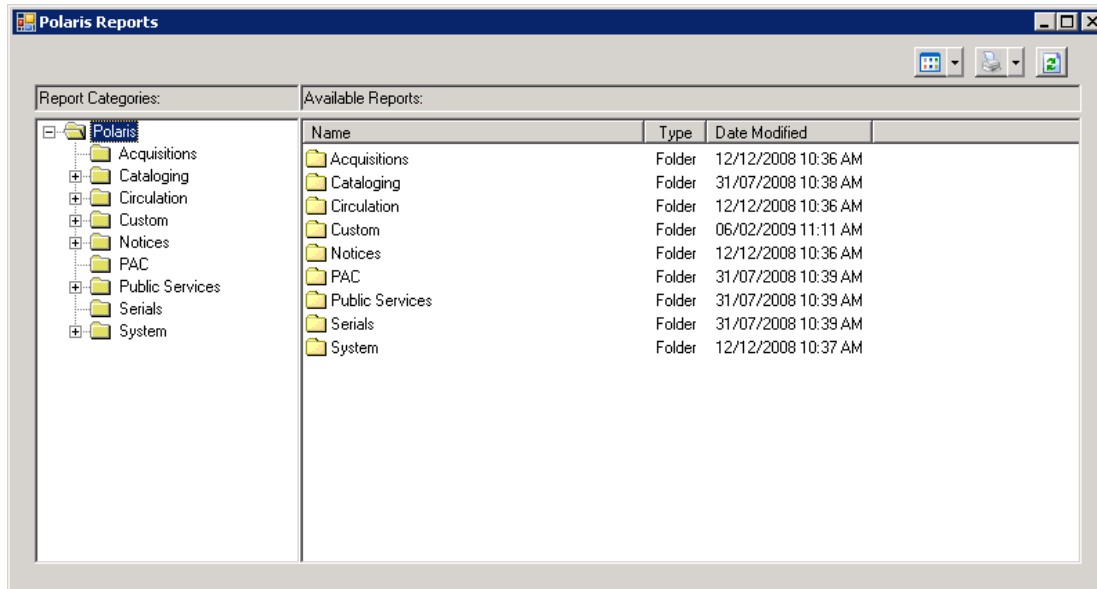 Polaris Reports
Report Categories:
Available Reports:
Polaris
Acquisitions
Cataloging
Circulation
Custom
Notices
PAC
Public Services
Serials
System
Name Type Date Modified
Acquisitions Folder 12/12/2008 10:36 AM
Cataloging Folder 31/07/2008 10:38 AM
Circulation Folder 12/12/2008 10:36 AM
Custom Folder 06/02/2009 11:11 AM
Notices Folder 12/12/2008 10:36 AM
PAC Folder 31/07/2008 10:39 AM
Public Services Folder 31/07/2008 10:39 AM
Serials Folder 31/07/2008 10:39 AM
System Folder 12/12/2008 10:37 AM